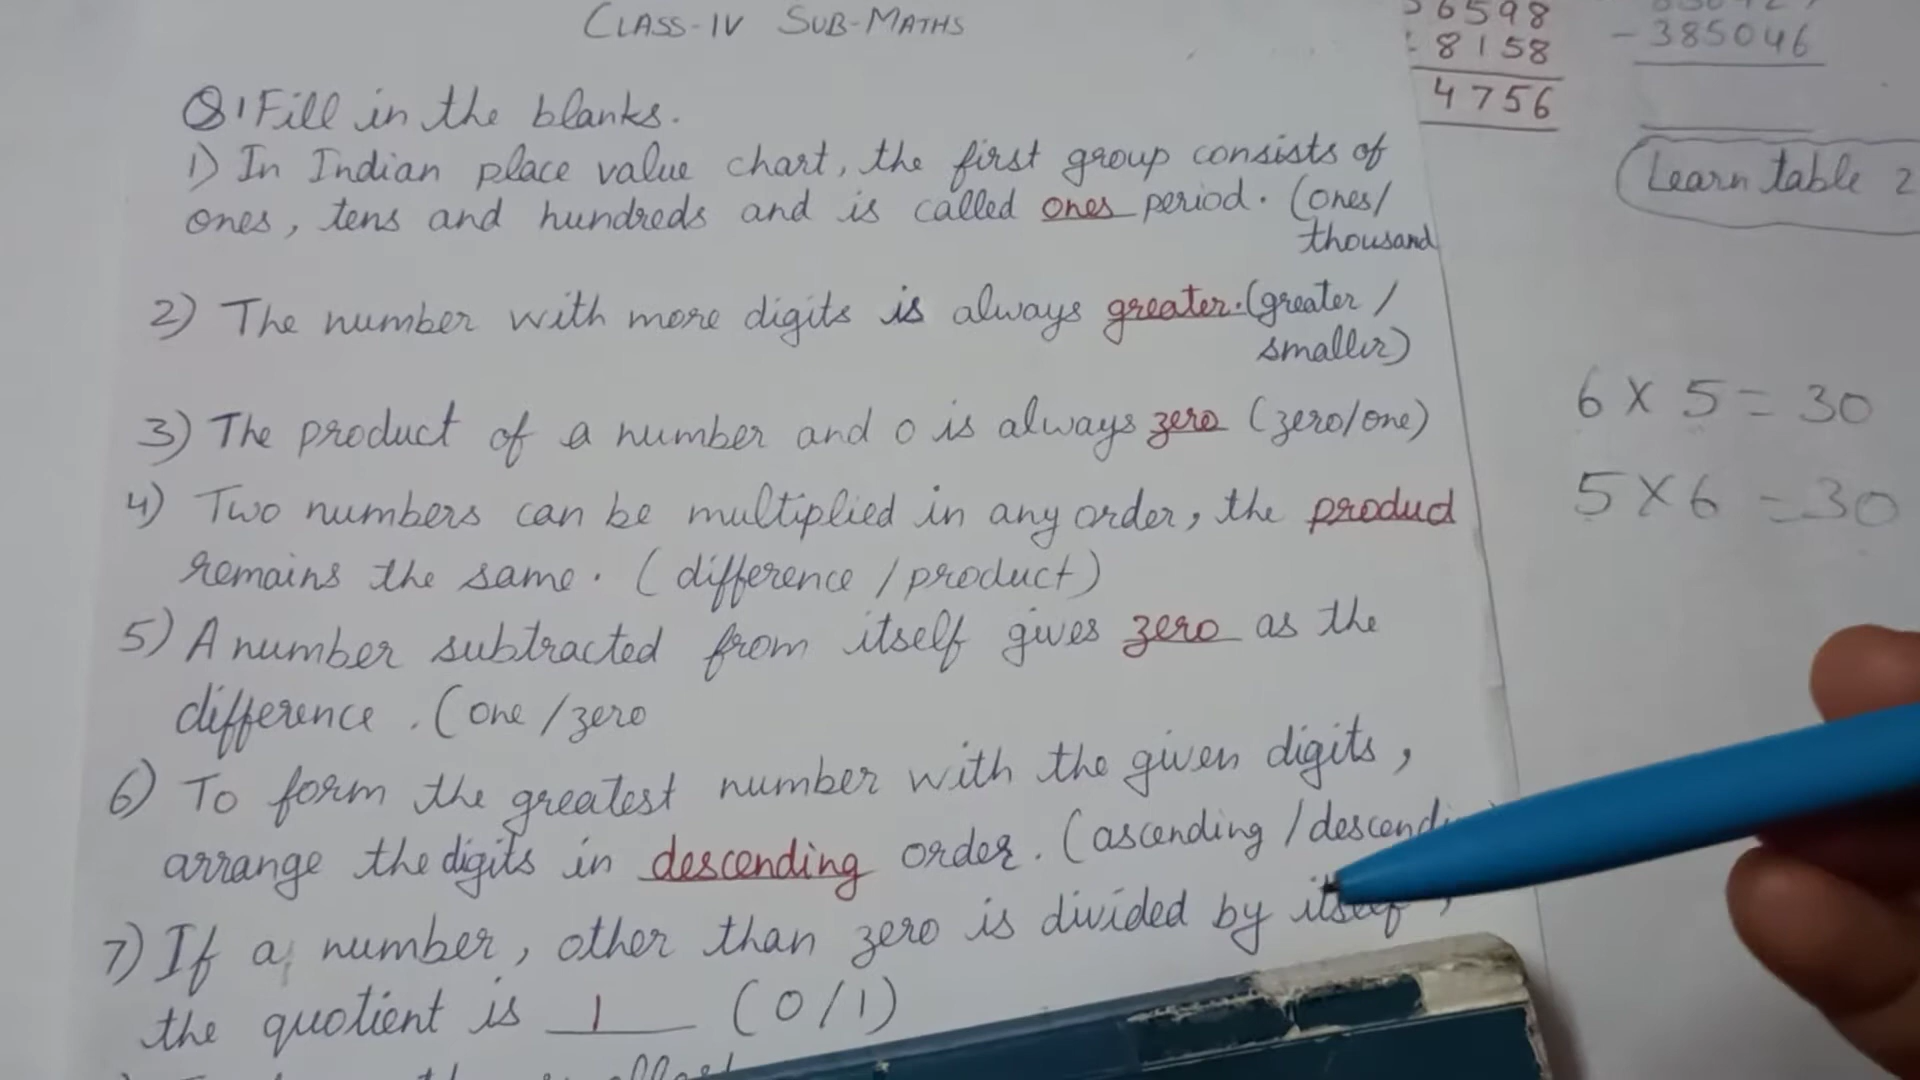 CLASS-IV SUB-MATHS
Q.1 Fill in the blanks.
1) In Indian place value chart, the first group consists of
ones, tens and hundreds and is called ones period. (ones/
thousand
2) The number with more digits is always greater. (greater /
smaller)
3) The product of a number and 0 is always zero (zero/one)
4) Two numbers can be multiplied in any order, the produd
remains the same. (difference / product)
5) A number subtracted from itself gives zero as the
difference. (one / zero
6) To form the greatest number with the given digits,
arrange the digits in descending order. (ascending / descendi
7) If a number, other than zero is divided by itself,
the quotient is 1 (0/1)
6598
8158
4756
- 385046
Learn table 2
6 X 5 = 30
5 X 6 = 30